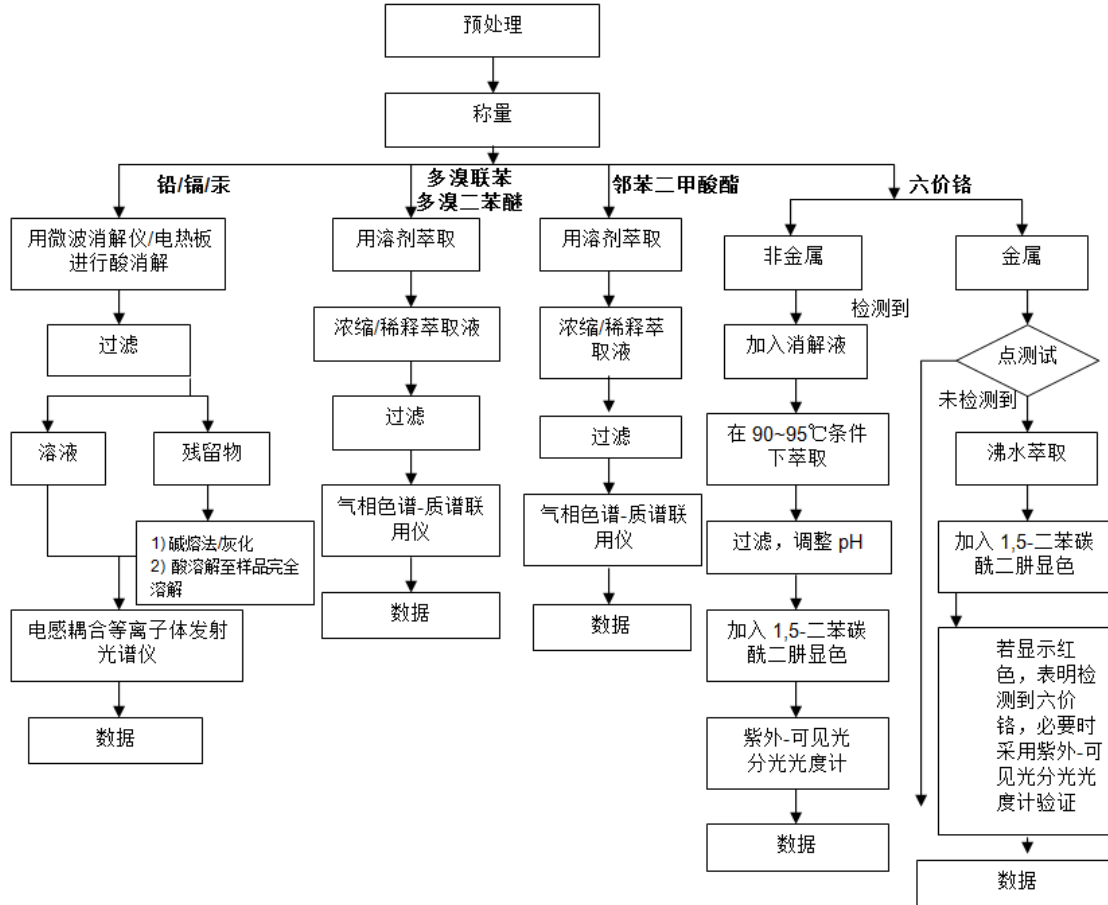 预处理
称量
铅/镉/汞
多溴联苯
多溴二苯醚
邻苯二甲酸酯
六价铬
用微波消解仪/电热板
进行酸消解
过滤
溶液
残留物
1) 碱熔法/灰化
2) 酸溶解至样品完全
溶解
电感耦合等离子体发射
光谱仪
数据
用溶剂萃取
浓缩/稀释萃取液
过滤
气相色谱-质谱联
用仪
数据
用溶剂萃取
浓缩/稀释萃
取液
过滤
气相色谱-质谱联
用仪
数据
非金属
加入消解液
在 90~95℃条件
下萃取
过滤，调整 pH
加入 1,5-二苯碳
酰二肼显色
紫外-可见光
分光光度计
数据
金属
检测到
点测试
未检测到
沸水萃取
加入 1,5-二苯碳
酰二肼显色
若显示红
色，表明检
测到六价
铬，必要时
采用紫外-可
见光分光光
度计验证
数据